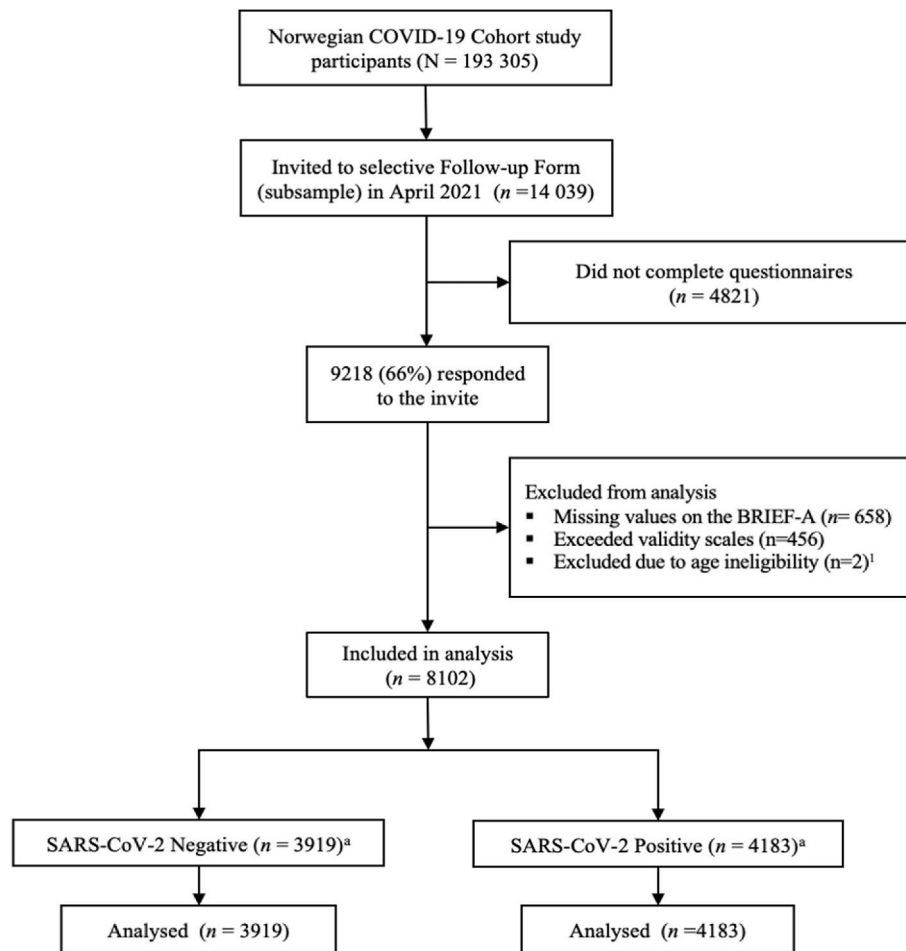 Norwegian COVID-19 Cohort study
participants (N = 193 305)
Invited to selective Follow-up Form
(subsample) in April 2021 (n =14 039)
Did not complete questionnaires
(n = 4821)
9218 (66%) responded
to the invite
Excluded from analysis
▪ Missing values on the BRIEF-A (n= 658)
▪ Exceeded validity scales (n=456)
▪ Excluded due to age ineligibility (n=2)¹
Included in analysis
(n = 8102)
SARS-CoV-2 Negative (n = 3919)ᵃ
SARS-CoV-2 Positive (n = 4183)ᵃ
Analysed (n = 3919)
Analysed (n =4183)